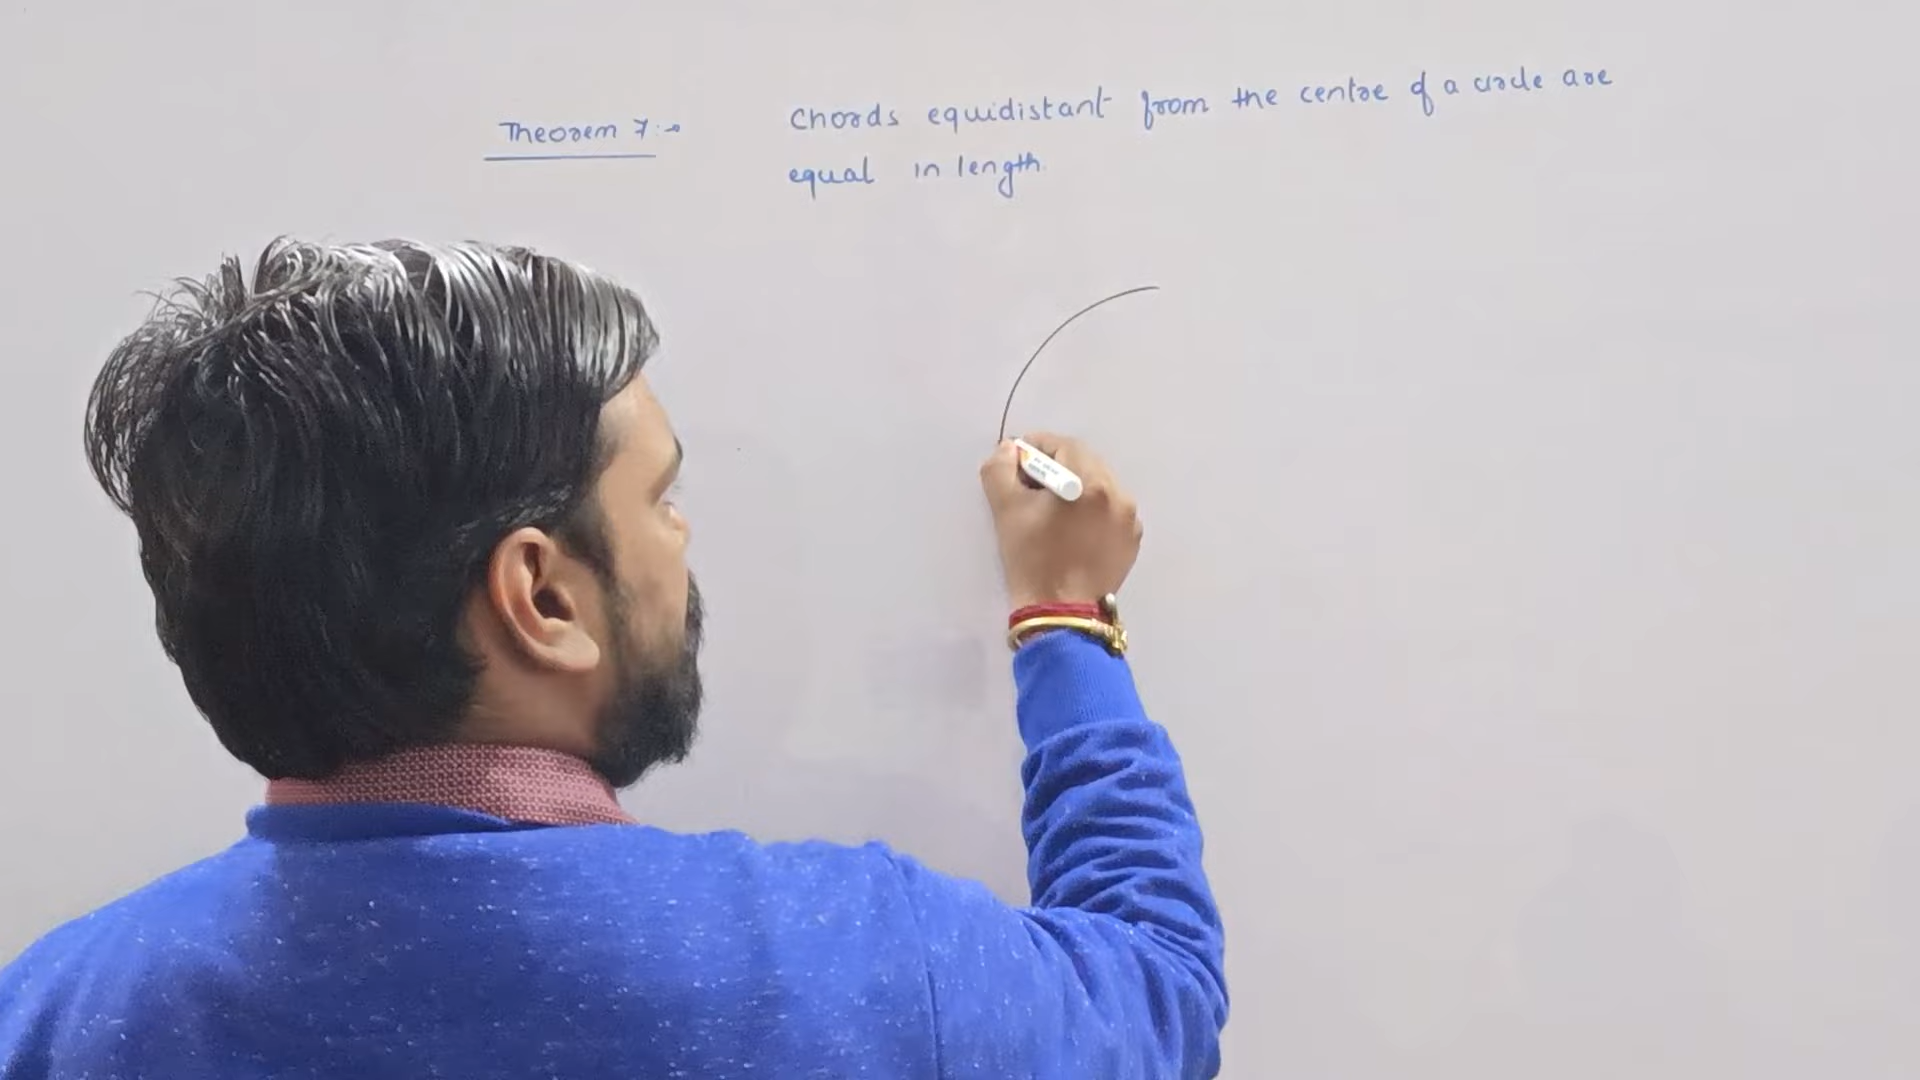 Theorem 7:- Chords equidistant from the centre of a circle are
equal in length.